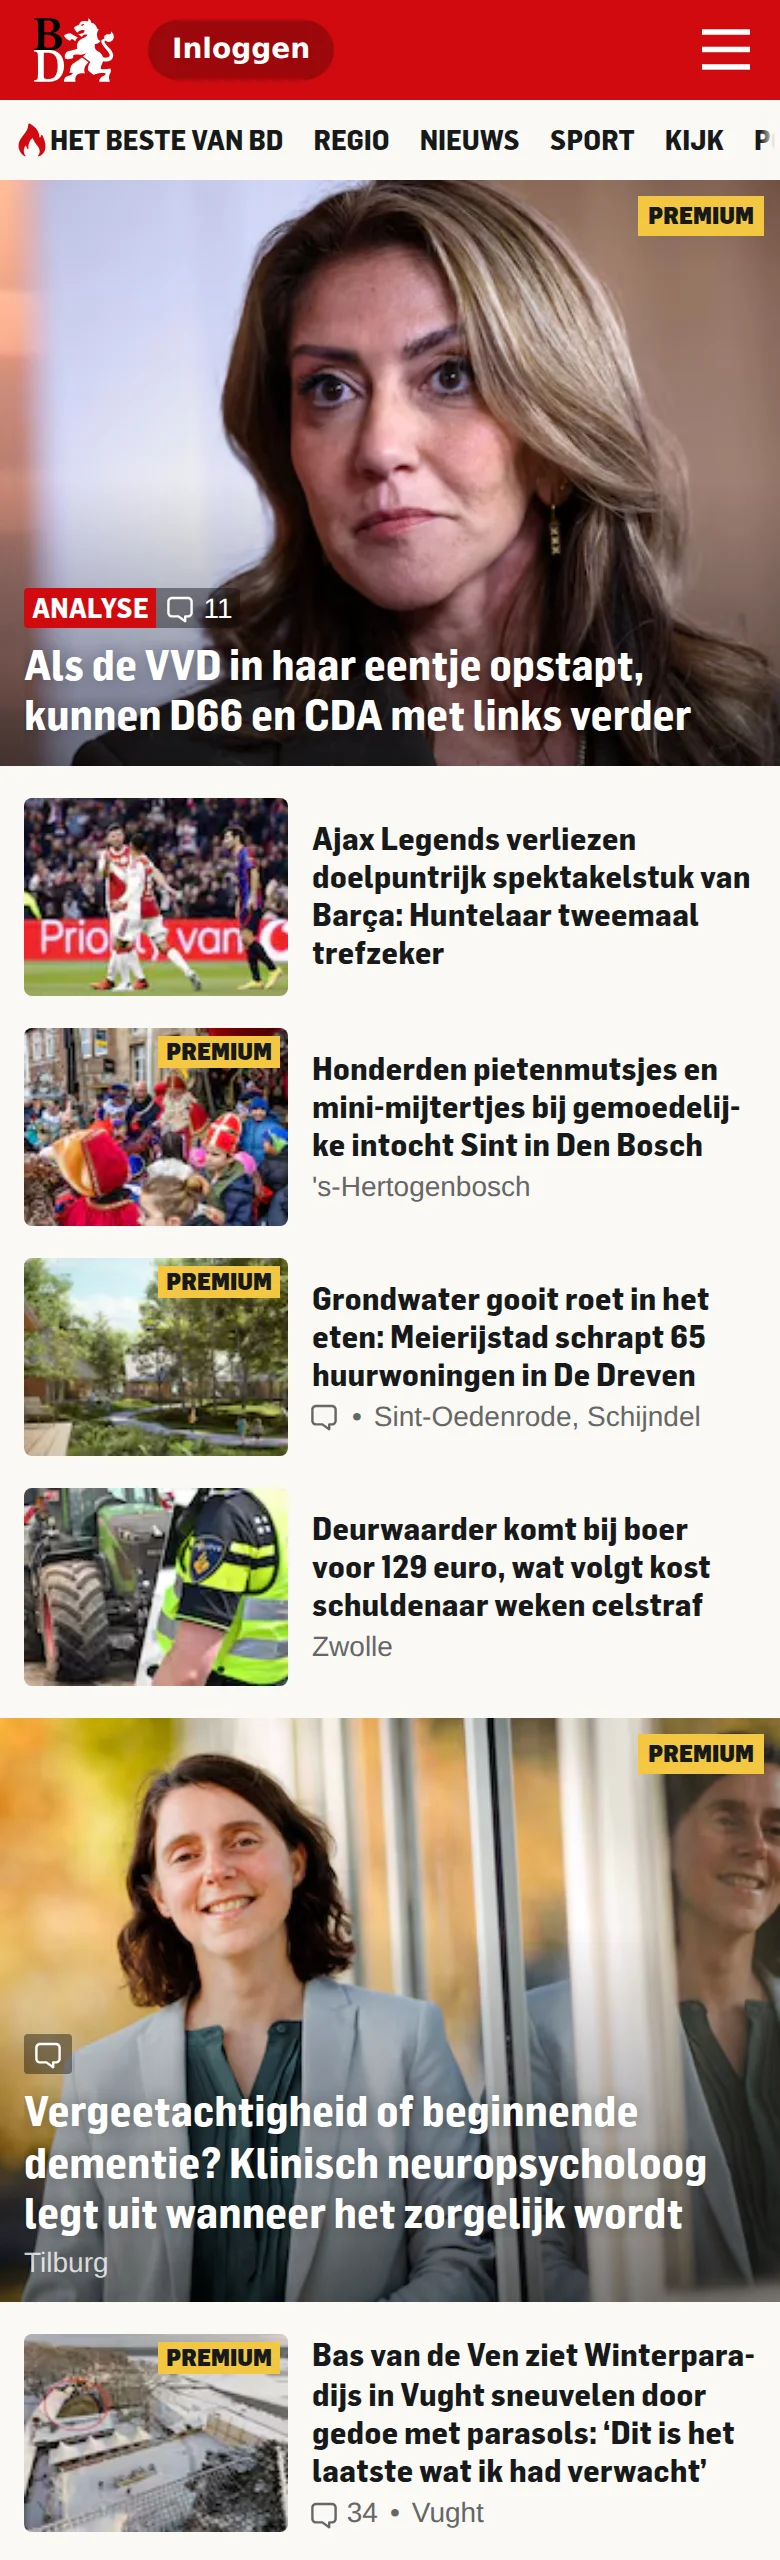 BD
Inloggen
HET BESTE VAN BD REGIO NIEUWS SPORT KIJK
PREMIUM
ANALYSE 11
Als de VVD in haar eentje opstapt,
kunnen D66 en CDA met links verder
Priority van
Ajax Legends verliezen
doelpuntrijk spektakelstuk van
Barça: Huntelaar tweemaal
trefzeker
PREMIUM
Honderden pietenmutsjes en
mini-mijtertjes bij gemoedelij-
ke intocht Sint in Den Bosch
's-Hertogenbosch
PREMIUM
Grondwater gooit roet in het
eten: Meierijstad schrapt 65
huurwoningen in De Dreven
• Sint-Oedenrode, Schijndel
Deurwaarder komt bij boer
voor 129 euro, wat volgt kost
schuldenaar weken celstraf
Zwolle
PREMIUM
Vergeetachtigheid of beginnende
dementie? Klinisch neuropsycholoog
legt uit wanneer het zorgelijk wordt
Tilburg
PREMIUM
Bas van de Ven ziet Winterpara-
dijs in Vught sneuvelen door
gedoe met parasols: ‘Dit is het
laatste wat ik had verwacht’
34 • Vught